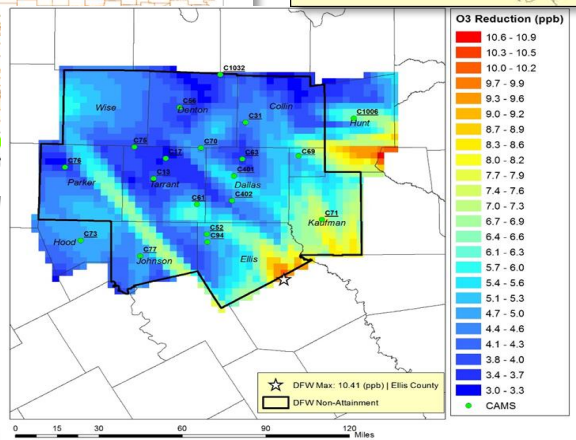 O3 Reduction (ppb)
10.6 - 10.9
10.3 - 10.5
10.0 - 10.2
9.7 - 9.9
9.3 - 9.6
9.0 - 9.2
8.7 - 8.9
8.3 - 8.6
8.0 - 8.2
7.7 - 7.9
7.4 - 7.6
7.0 - 7.3
6.7 - 6.9
6.4 - 6.6
6.1 - 6.3
5.7 - 6.0
5.4 - 5.6
5.1 - 5.3
4.7 - 5.0
4.4 - 4.6
4.1 - 4.3
3.8 - 4.0
3.4 - 3.7
3.0 - 3.3
CAMS
C1032
Wise
C56
Denton
Collin
C31
C1006
Hunt
C75
C17
C70
C63
C69
C76
Parker
C13
Tarrant
C401
Dallas
C61
C402
C71
Kaufman
C73
Hood
C52
C94
C77
Johnson
Ellis
DFW Max: 10.41 (ppb) | Ellis County
DFW Non-Attainment
0 15 30 60 90 120
Miles